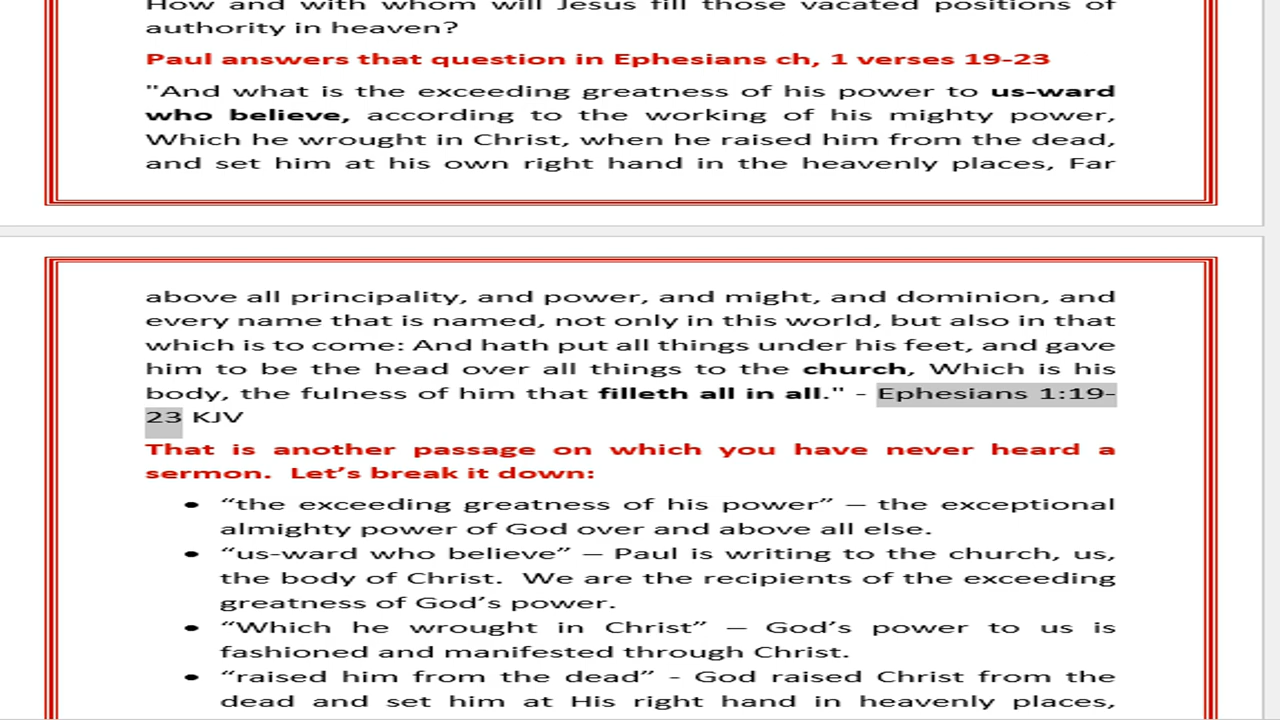 How and with whom will Jesus fill those vacated positions of
authority in heaven?
Paul answers that question in Ephesians ch, 1 verses 19-23
"And what is the exceeding greatness of his power to us-ward
who believe, according to the working of his mighty power,
Which he wrought in Christ, when he raised him from the dead,
and set him at his own right hand in the heavenly places, Far
above all principality, and power, and might, and dominion, and
every name that is named, not only in this world, but also in that
which is to come: And hath put all things under his feet, and gave
him to be the head over all things to the church, Which is his
body, the fulness of him that filleth all in all." - Ephesians 1:19-
23 KJV
That is another passage on which you have never heard a
sermon.  Let’s break it down:
• “the exceeding greatness of his power” – the exceptional
almighty power of God over and above all else.
• “us-ward who believe” – Paul is writing to the church, us,
the body of Christ.  We are the recipients of the exceeding
greatness of God’s power.
• “Which he wrought in Christ” – God’s power to us is
fashioned and manifested through Christ.
• “raised him from the dead” - God raised Christ from the
dead and set him at His right hand in heavenly places,